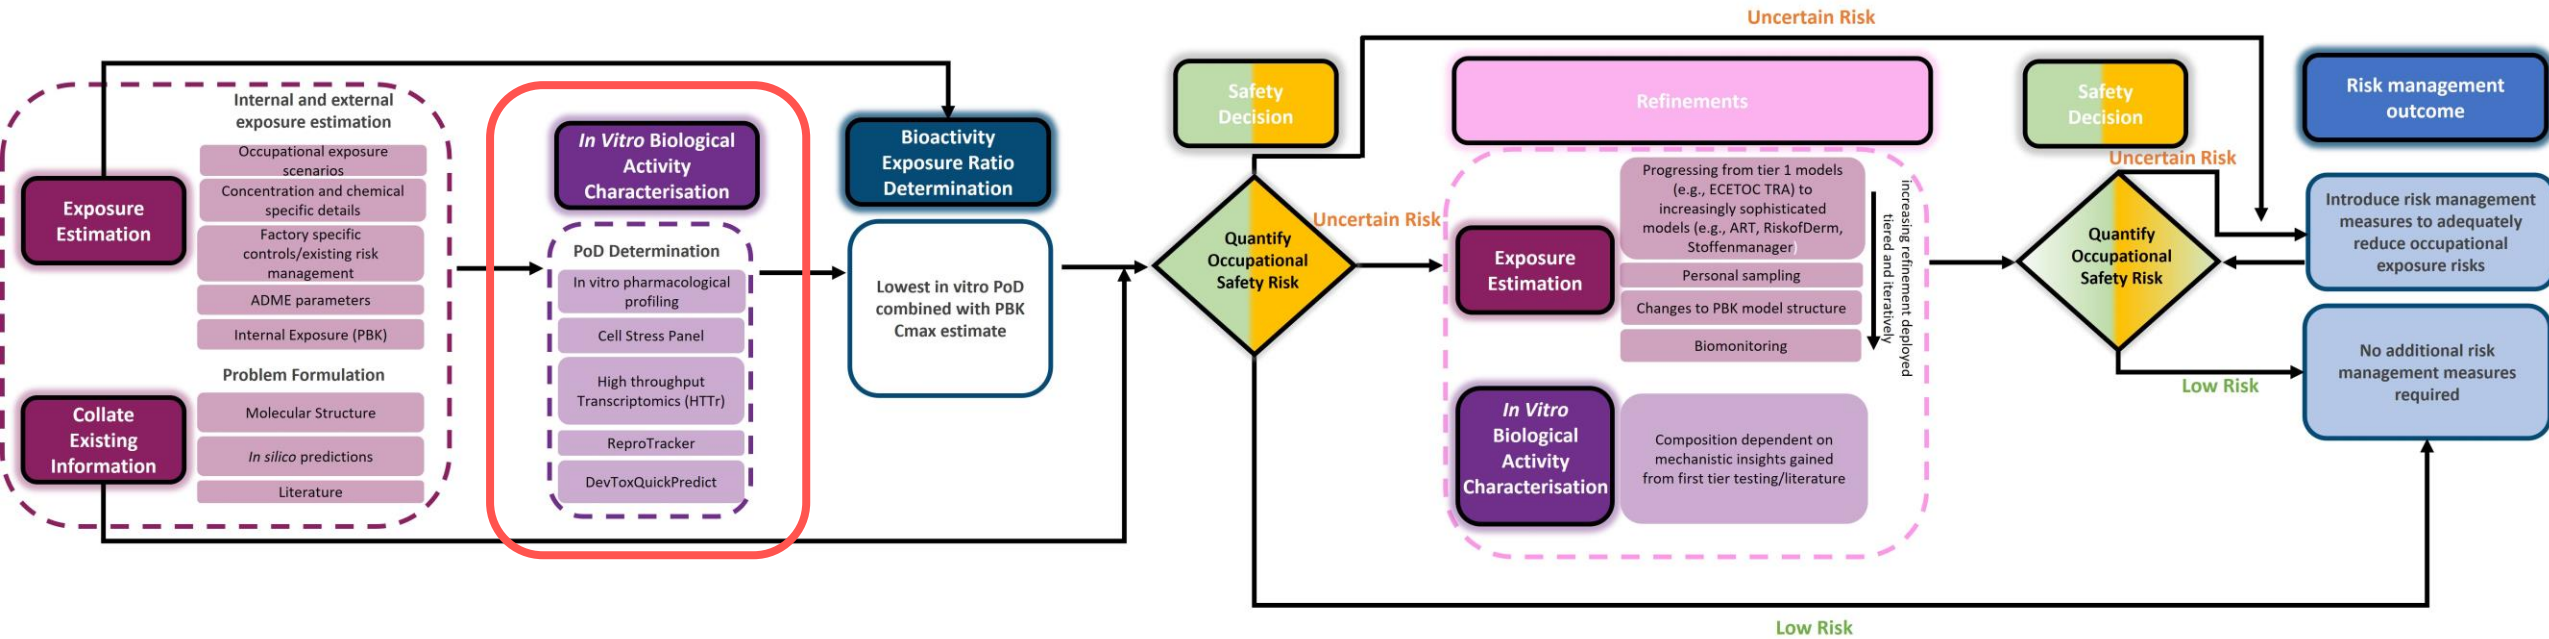 Uncertain Risk
Internal and external
exposure estimation
Occupational exposure
scenarios
Concentration and chemical
specific details
Factory specific
controls/existing risk
management
ADME parameters
Internal Exposure (PBK)
Exposure
Estimation
Problem Formulation
Molecular Structure
In silico predictions
Literature
Collate
Existing
Information
In Vitro Biological
Activity
Characterisation
PoD Determination
In vitro pharmacological
profiling
Cell Stress Panel
High throughput
Transcriptomics (HTTr)
ReproTracker
DevToxQuickPredict
Bioactivity
Exposure Ratio
Determination
Lowest in vitro PoD
combined with PBK
Cmax estimate
Safety
Decision
Quantify
Occupational
Safety Risk
Uncertain Risk
Refinements
Exposure
Estimation
Progressing from tier 1 models
(e.g., ECETOC TRA) to
increasingly sophisticated
models (e.g., ART, RiskofDerm,
Stoffenmanager)
Personal sampling
Changes to PBK model structure
Biomonitoring
increasing refinement deployed
tiered and iteratively
In Vitro
Biological
Activity
Characterisation
Composition dependent on
mechanistic insights gained
from first tier testing/literature
Safety
Decision
Uncertain Risk
Quantify
Occupational
Safety Risk
Low Risk
Risk management
outcome
Introduce risk management
measures to adequately
reduce occupational
exposure risks
No additional risk
management measures
required
Low Risk